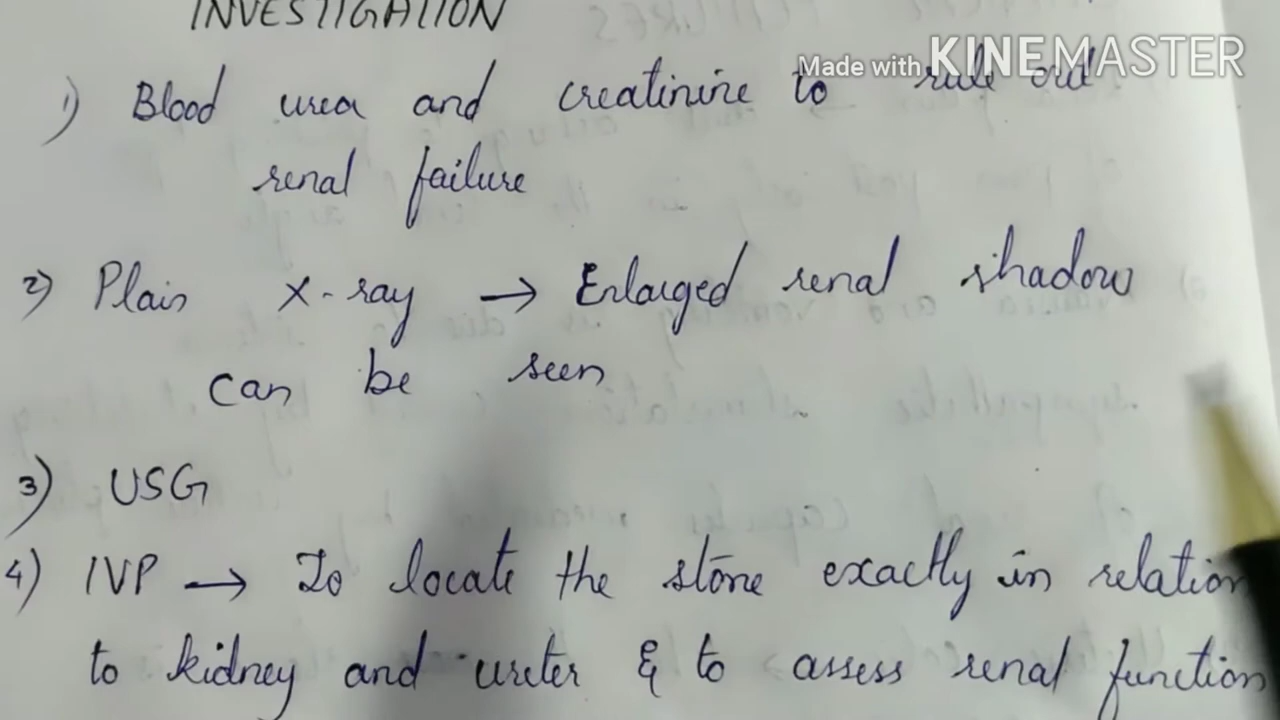 INVESTIGATION
Made with KINEMASTER
1) Blood urea and creatinine to rule out
renal failure
2) Plain X-ray → Enlarged renal shadow
can be seen
3) USG
4) IVP → To locate the stone exactly in relation
to kidney and ureter & to assess renal function